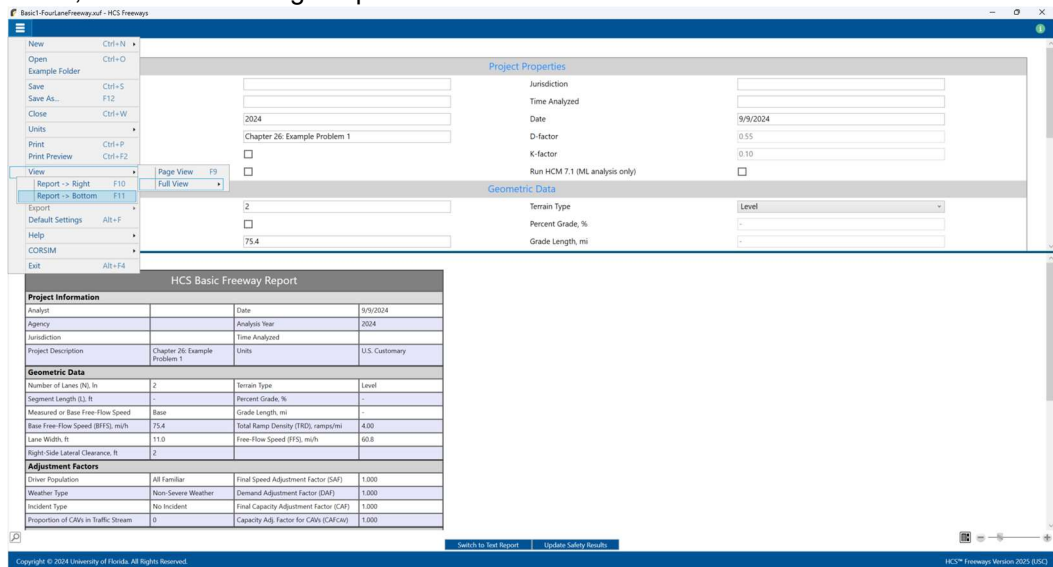 Basic1-FourLaneFreeway.xuf - HCS Freeways
New Ctrl+N
Open Ctrl+O
Example Folder
Save Ctrl+S
Save As... F12
Close Ctrl+W
Units
Print Ctrl+P
Print Preview Ctrl+F2
View
Page View F9
Report -> Right F10
Full View
Report -> Bottom F11
Export
Default Settings Alt+F
Help
CORSIM
Exit Alt+F4
Project Properties
Jurisdiction
Time Analyzed
2024 Date 9/9/2024
Chapter 26: Example Problem 1 D-factor 0.55
K-factor 0.10
Run HCM 7.1 (ML analysis only)
Geometric Data
2 Terrain Type Level
Percent Grade, % -
75.4 Grade Length, mi -
HCS Basic Freeway Report
Project Information
Analyst Date 9/9/2024
Agency Analysis Year 2024
Jurisdiction Time Analyzed
Project Description Chapter 26: Example Problem 1 Units U.S. Customary
Geometric Data
Number of Lanes (N), ln 2 Terrain Type Level
Segment Length (L), ft - Percent Grade, % -
Measured or Base Free-Flow Speed Base Grade Length, mi -
Base Free-Flow Speed (BFFS), mi/h 75.4 Total Ramp Density (TRD), ramps/mi 4.00
Lane Width, ft 11.0 Free-Flow Speed (FFS), mi/h 60.8
Right-Side Lateral Clearance, ft 2
Adjustment Factors
Driver Population All Familiar Final Speed Adjustment Factor (SAF) 1.000
Weather Type Non-Severe Weather Demand Adjustment Factor (DAF) 1.000
Incident Type No Incident Final Capacity Adjustment Factor (CAF) 1.000
Proportion of CAVs in Traffic Stream 0 Capacity Adj. Factor for CAVs (CAFCAV) 1.000
Switch to Text Report Update Safety Results
Copyright © 2024 University of Florida. All Rights Reserved. HCS™ Freeways Version 2025 (USC)